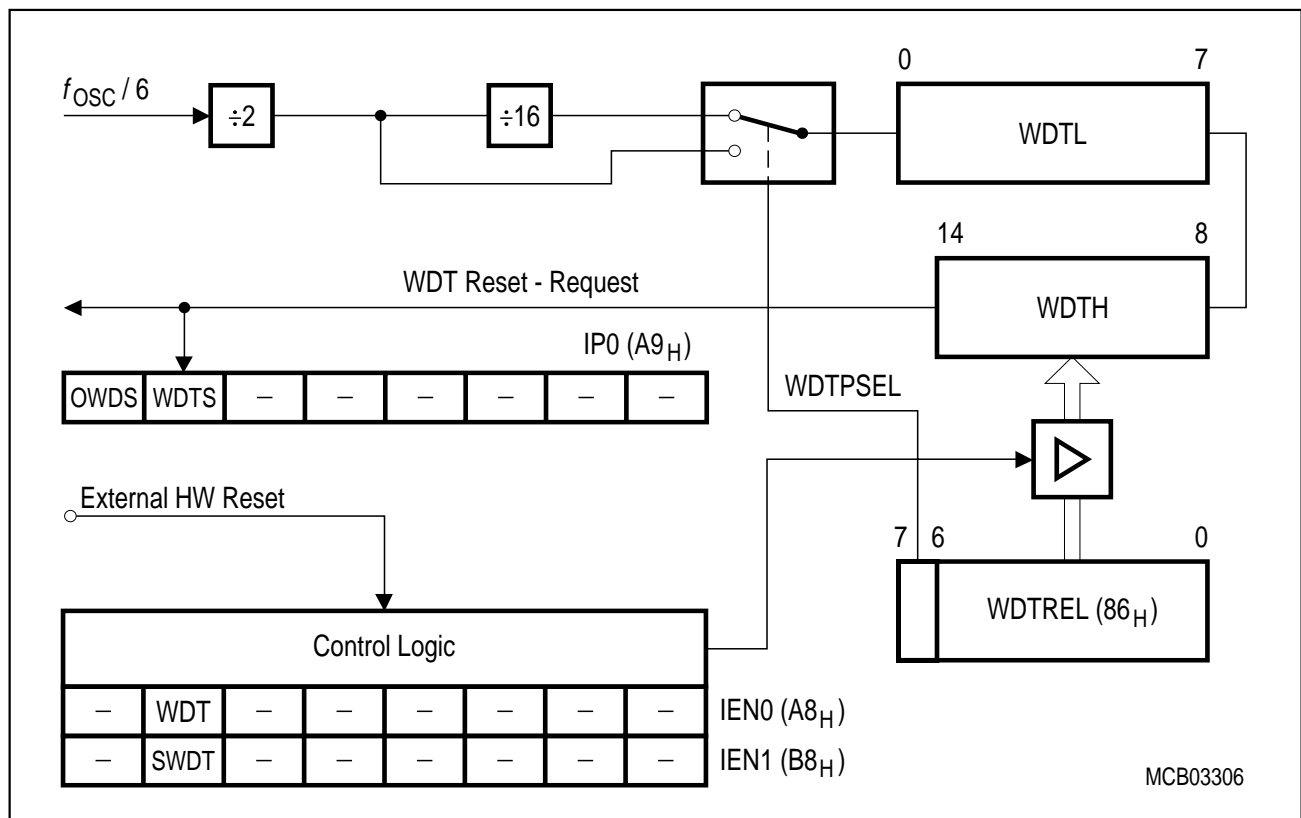 0 7
fOSC / 6
÷2
÷16
WDTL
14 8
WDT Reset - Request
WDTH
IP0 (A9H)
OWDS WDTS – – – – – –
WDTPSEL
External HW Reset
7 6 0
WDTREL (86H)
Control Logic
– WDT – – – – – – IEN0 (A8H)
– SWDT – – – – – – IEN1 (B8H)
MCB03306